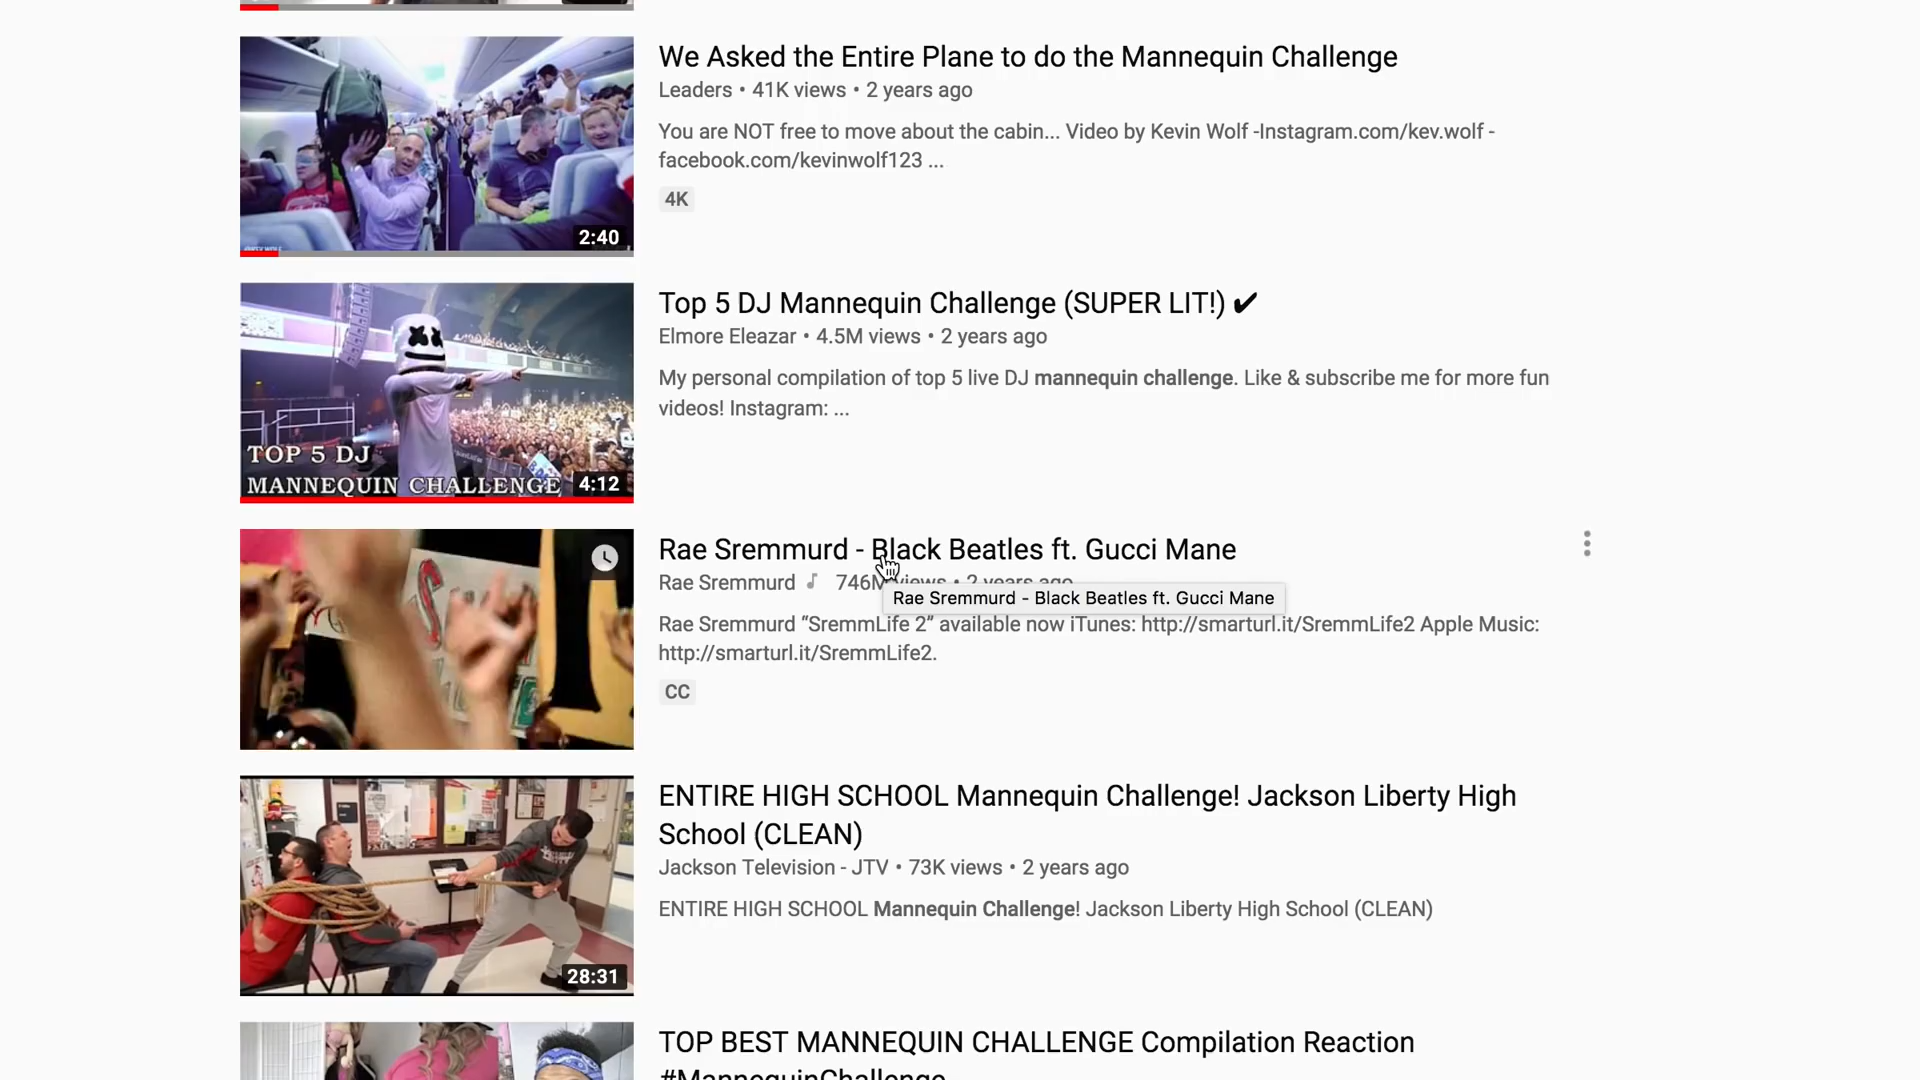 We Asked the Entire Plane to do the Mannequin Challenge
Leaders • 41K views • 2 years ago
You are NOT free to move about the cabin... Video by Kevin Wolf -Instagram.com/kev.wolf -
facebook.com/kevinwolf123 ...
4K
2:40
Top 5 DJ Mannequin Challenge (SUPER LIT!) ✔
Elmore Eleazar • 4.5M views • 2 years ago
My personal compilation of top 5 live DJ mannequin challenge. Like & subscribe me for more fun
videos! Instagram: ...
TOP 5 DJ
MANNEQUIN CHALLENGE
4:12
Rae Sremmurd - Black Beatles ft. Gucci Mane
Rae Sremmurd 746M views • 2 years ago
Rae Sremmurd - Black Beatles ft. Gucci Mane
Rae Sremmurd “SremmLife 2” available now iTunes: http://smarturl.it/SremmLife2 Apple Music:
http://smarturl.it/SremmLife2.
CC
ENTIRE HIGH SCHOOL Mannequin Challenge! Jackson Liberty High
School (CLEAN)
Jackson Television - JTV • 73K views • 2 years ago
ENTIRE HIGH SCHOOL Mannequin Challenge! Jackson Liberty High School (CLEAN)
28:31
TOP BEST MANNEQUIN CHALLENGE Compilation Reaction
#MannequinChallenge